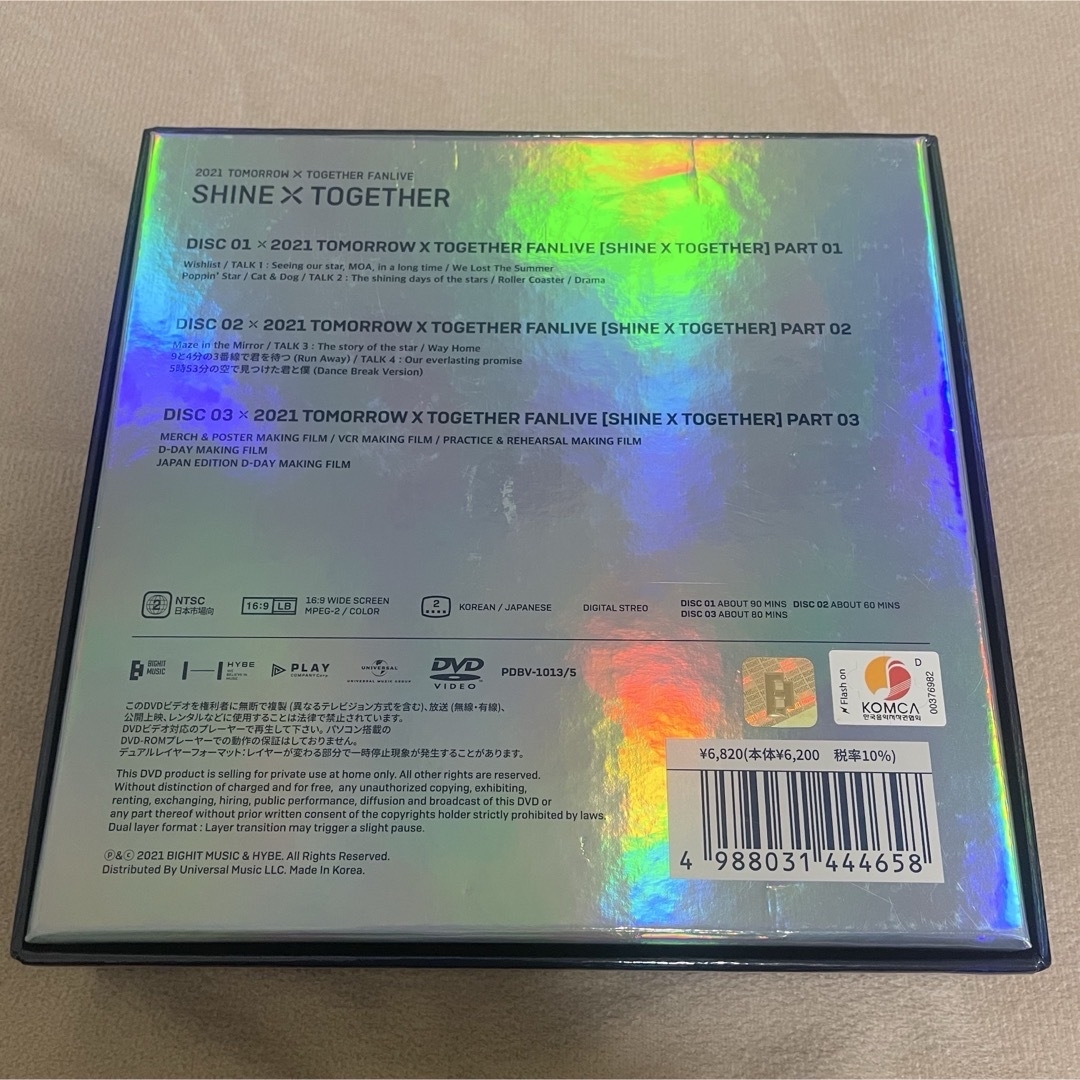 2021 TOMORROW X TOGETHER FANLIVE
SHINE X TOGETHER
DISC 01 × 2021 TOMORROW X TOGETHER FANLIVE [SHINE X TOGETHER] PART 01
Wishlist / TALK 1 : Seeing our star, MOA, in a long time / We Lost The Summer
Poppin' Star / Cat & Dog / TALK 2 : The shining days of the stars / Roller Coaster / Drama
DISC 02 × 2021 TOMORROW X TOGETHER FANLIVE [SHINE X TOGETHER] PART 02
Maze in the Mirror / TALK 3 : The story of the star / Way Home
9と4分の3番線で君を待つ (Run Away) / TALK 4 : Our everlasting promise
5時53分の空で見つけた君と僕 (Dance Break Version)
DISC 03 × 2021 TOMORROW X TOGETHER FANLIVE [SHINE X TOGETHER] PART 03
MERCH & POSTER MAKING FILM / VCR MAKING FILM / PRACTICE & REHEARSAL MAKING FILM
D-DAY MAKING FILM
JAPAN EDITION D-DAY MAKING FILM
2 NTSC 日本市場向
16:9 LB 16:9 WIDE SCREEN MPEG-2 / COLOR
2 KOREAN / JAPANESE
DIGITAL STREO
DISC 01 ABOUT 90 MINS DISC 02 ABOUT 60 MINS
DISC 03 ABOUT 80 MINS
BIGHIT MUSIC HYBE WE BELIEVE IN MUSIC PLAY COMPANY Corp. UNIVERSAL UNIVERSAL MUSIC GROUP DVD VIDEO PDBV-1013/5
Flash on KOMCA 한국음악저작권협회 D 00376982
このDVDビデオを権利者に無断で複製 (異なるテレビジョン方式を含む)、放送 (無線・有線)、
公開上映、レンタルなどに使用することは法律で禁止されています。
DVDビデオ対応のプレーヤーで再生して下さい。パソコン搭載の
DVD-ROMプレーヤーでの動作の保証はしておりません。
デュアルレイヤーフォーマット:レイヤーが変わる部分で一時停止現象が発生することがあります。
This DVD product is selling for private use at home only. All other rights are reserved.
Without distinction of charged and for free, any unauthorized copying, exhibiting,
renting, exchanging, hiring, public performance, diffusion and broadcast of this DVD or
any part thereof without prior written consent of the copyrights holder strictly prohibited by laws.
Dual layer format : Layer transition may trigger a slight pause.
℗&© 2021 BIGHIT MUSIC & HYBE. All Rights Reserved.
Distributed By Universal Music LLC. Made In Korea.
¥6,820(本体¥6,200 税率10%)
4 988031 444658